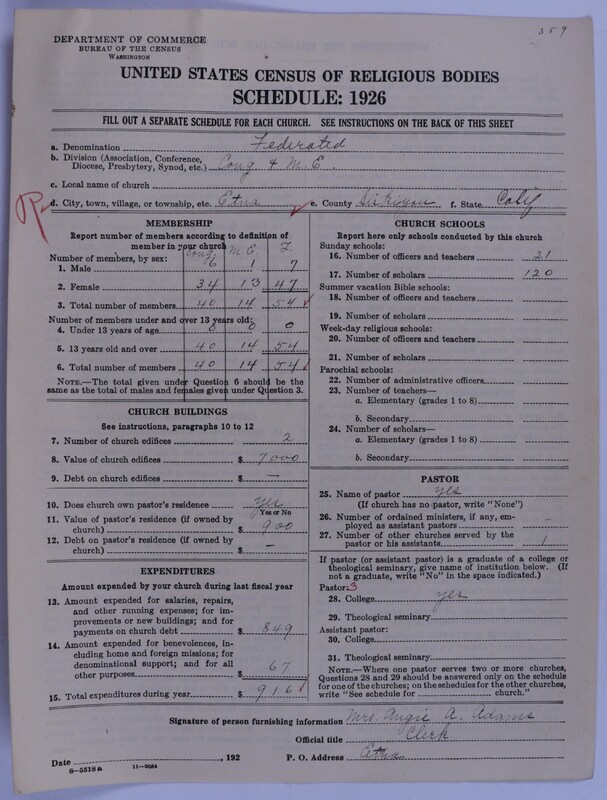 359
DEPARTMENT OF COMMERCE
BUREAU OF THE CENSUS
WASHINGTON
UNITED STATES CENSUS OF RELIGIOUS BODIES
SCHEDULE: 1926
FILL OUT A SEPARATE SCHEDULE FOR EACH CHURCH. SEE INSTRUCTIONS ON THE BACK OF THIS SHEET
a. Denomination Federated
b. Division (Association, Conference,
Diocese, Presbytery, Synod, etc.) Cong & M.E.
c. Local name of church
d. City, town, village, or township, etc. Etna e. County Siskiyou f. State Calif
MEMBERSHIP
Report number of members according to definition of
member in your church
Cong. M.E. T
Number of members, by sex:
1. Male 6 1 7
2. Female 34 13 47
3. Total number of members 40 14 54
Number of members under and over 13 years old:
4. Under 13 years of age 0 0 0
5. 13 years old and over 40 14 54
6. Total number of members 40 14 54
NOTE.—The total given under Question 6 should be the
same as the total of males and females given under Question 3.
CHURCH BUILDINGS
See instructions, paragraphs 10 to 12
7. Number of church edifices 2
8. Value of church edifices $ 7000
9. Debt on church edifices $ —
10. Does church own pastor's residence yes
Yes or No
11. Value of pastor's residence (if owned by
church) $ 900
12. Debt on pastor's residence (if owned by
church) $ —
EXPENDITURES
Amount expended by your church during last fiscal year
13. Amount expended for salaries, repairs,
and other running expenses; for im-
provements or new buildings; and for
payments on church debt $ 849
14. Amount expended for benevolences, in-
cluding home and foreign missions; for
denominational support; and for all
other purposes $ 67
15. Total expenditures during year $ 916
CHURCH SCHOOLS
Report here only schools conducted by this church
Sunday schools:
16. Number of officers and teachers 21
17. Number of scholars 120
Summer vacation Bible schools:
18. Number of officers and teachers
19. Number of scholars
Week-day religious schools:
20. Number of officers and teachers
21. Number of scholars
Parochial schools:
22. Number of administrative officers
23. Number of teachers—
a. Elementary (grades 1 to 8)
b. Secondary
24. Number of scholars—
a. Elementary (grades 1 to 8)
b. Secondary
PASTOR
25. Name of pastor yes
(If church has no pastor, write "None")
26. Number of ordained ministers, if any, em-
ployed as assistant pastors —
27. Number of other churches served by the
pastor or his assistants 1
If pastor (or assistant pastor) is a graduate of a college or
theological seminary, give name of institution below. (If
not a graduate, write "No" in the space indicated.)
Pastor: 3
28. College yes
29. Theological seminary
Assistant pastor:
30. College
31. Theological seminary
NOTE.—Where one pastor serves two or more churches,
Questions 28 and 29 should be answered only on the schedule
for one of the churches; on the schedules for the other churches,
write "See schedule for church."
Signature of person furnishing information Mrs. Angie A. Adams
Official title Clerk
Date , 192 P. O. Address Etna
8—5518a 11—9054